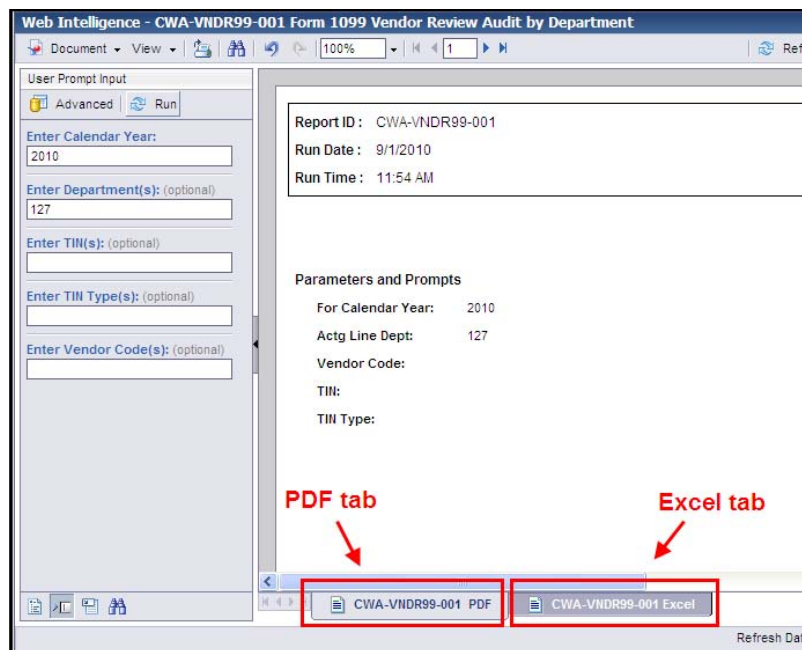 Web Intelligence - CWA-VNDR99-001 Form 1099 Vendor Review Audit by Department
Document View 100% 1
User Prompt Input
Advanced Run
Enter Calendar Year:
2010
Enter Department(s): (optional)
127
Enter TIN(s): (optional)
Enter TIN Type(s): (optional)
Enter Vendor Code(s): (optional)
Report ID : CWA-VNDR99-001
Run Date : 9/1/2010
Run Time : 11:54 AM
Parameters and Prompts
For Calendar Year: 2010
Actg Line Dept: 127
Vendor Code:
TIN:
TIN Type:
PDF tab
Excel tab
CWA-VNDR99-001 PDF
CWA-VNDR99-001 Excel